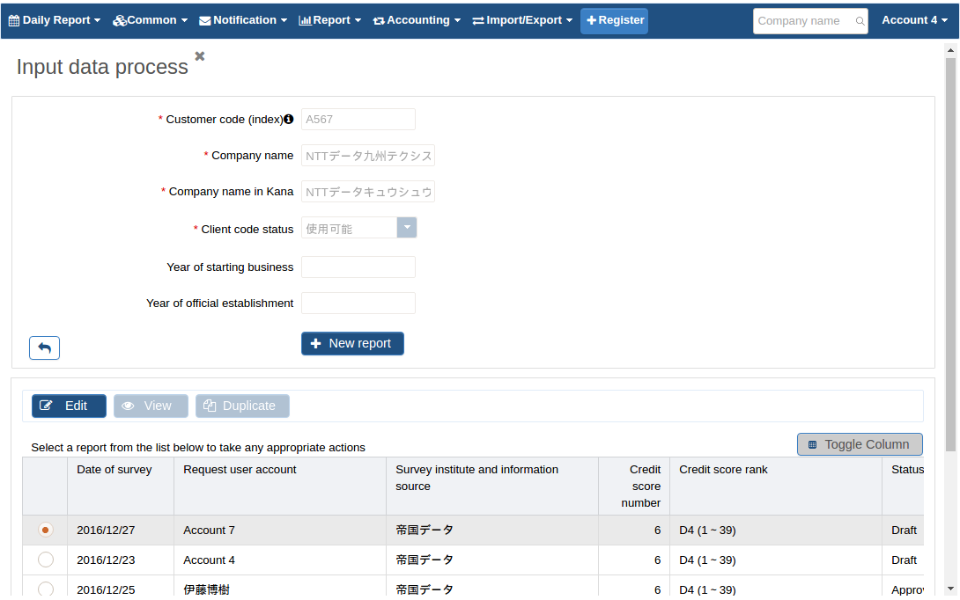 Daily Report Common Notification Report Accounting Import/Export Register Company name Account 4
Input data process
* Customer code (index) A567
* Company name NTTデータ九州テクシス
* Company name in Kana NTTデータキュウシュウ
* Client code status 使用可能
Year of starting business
Year of official establishment
New report
Edit View Duplicate
Select a report from the list below to take any appropriate actions
Toggle Column
Date of survey Request user account Survey institute and information source Credit score number Credit score rank Status
2016/12/27 Account 7 帝国データ 6 D4 (1 ~ 39) Draft
2016/12/23 Account 4 帝国データ 6 D4 (1 ~ 39) Draft
2016/12/25 伊藤博樹 帝国データ 6 D4 (1 ~ 39) Appro